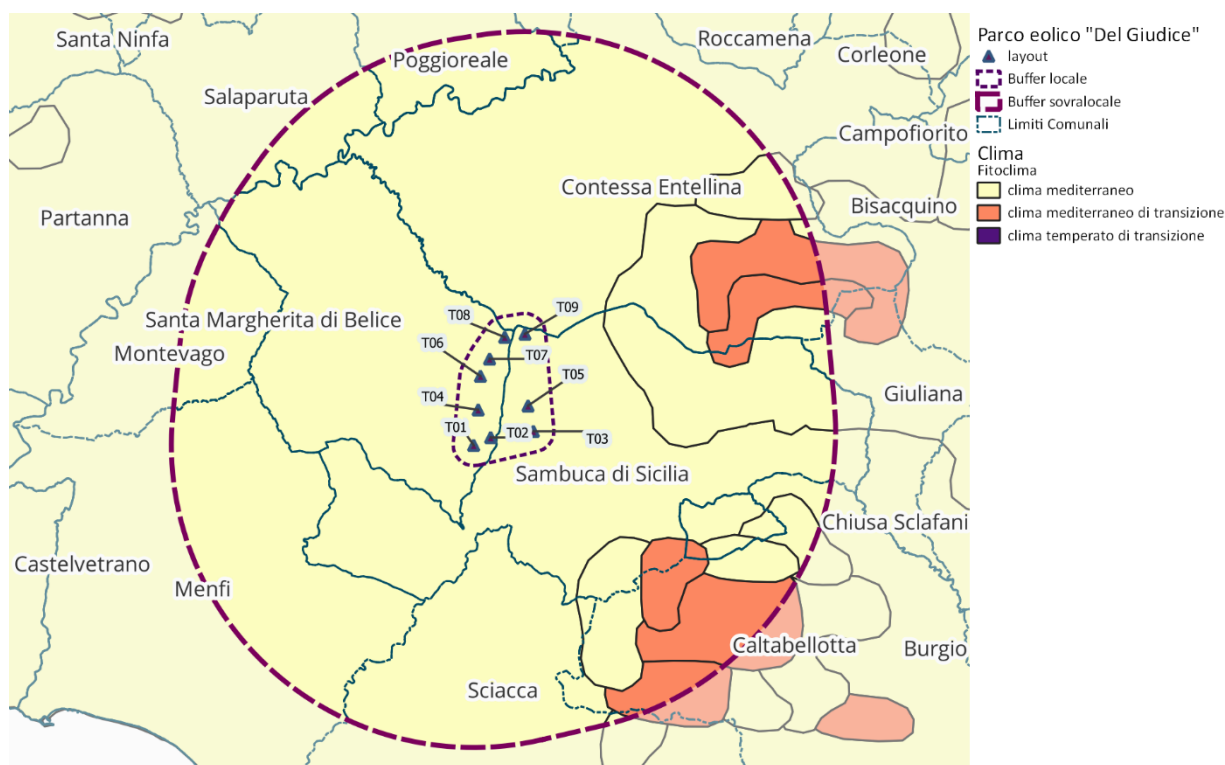 Santa Ninfa
Poggioreale
Roccamena
Corleone
Salaparuta
Campofiorito
Contessa Entellina
Partanna
Bisacquino
T08
T09
Santa Margherita di Belice
T06
T07
Montevago
T05
Giuliana
T04
T01
T02
T03
Sambuca di Sicilia
Chiusa Sclafani
Castelvetrano
Menfi
Caltabellotta
Burgio
Sciacca
Parco eolico "Del Giudice"
layout
Buffer locale
Buffer sovralocale
Limiti Comunali
Clima
Fitoclima
clima mediterraneo
clima mediterraneo di transizione
clima temperato di transizione